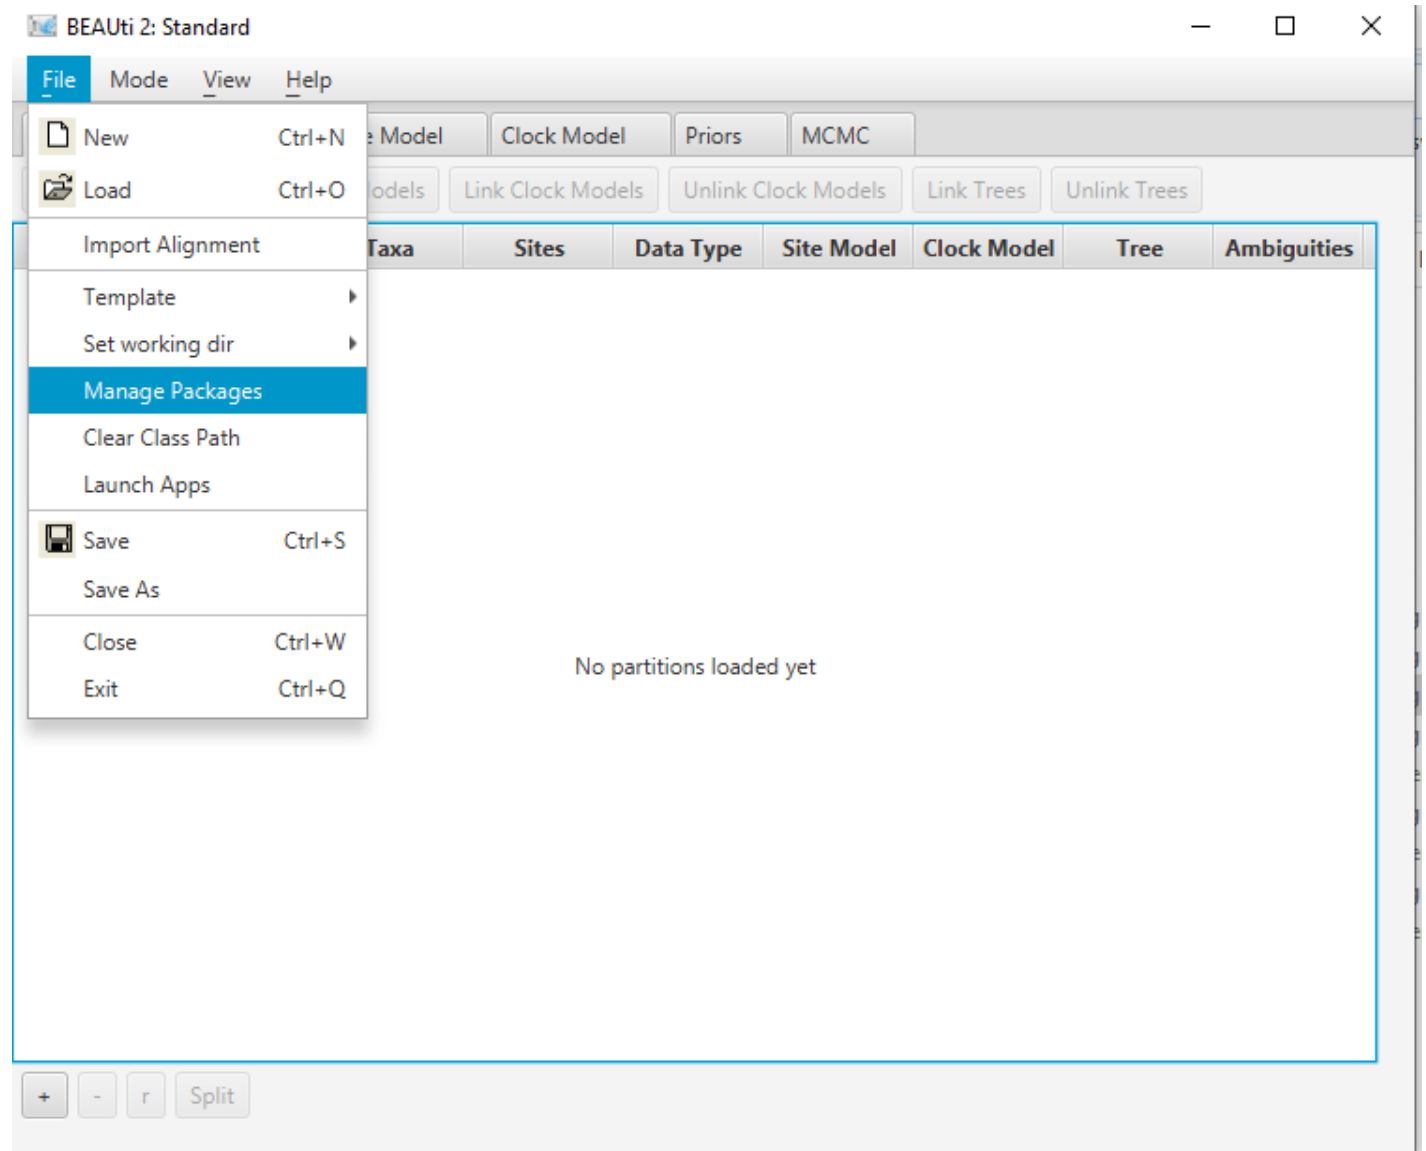 BEAUti 2: Standard
File Mode View Help
New Ctrl+N
Model Clock Model Priors MCMC
Load Ctrl+O
Link Clock Models Unlink Clock Models Link Trees Unlink Trees
Import Alignment
Taxa Sites Data Type Site Model Clock Model Tree Ambiguities
Template
Set working dir
Manage Packages
Clear Class Path
Launch Apps
Save Ctrl+S
Save As
Close Ctrl+W
Exit Ctrl+Q
No partitions loaded yet
+ - r Split